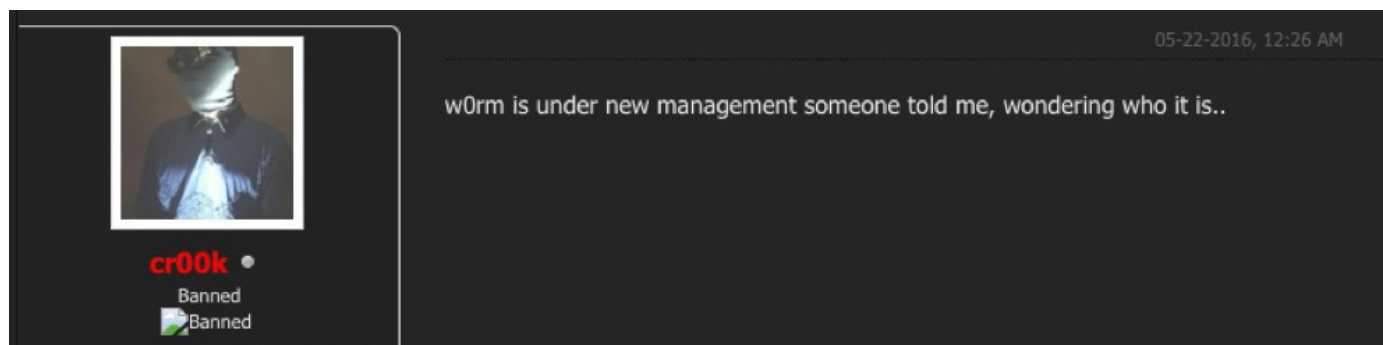 05-22-2016, 12:26 AM
w0rm is under new management someone told me, wondering who it is..
cr00k
Banned
Banned